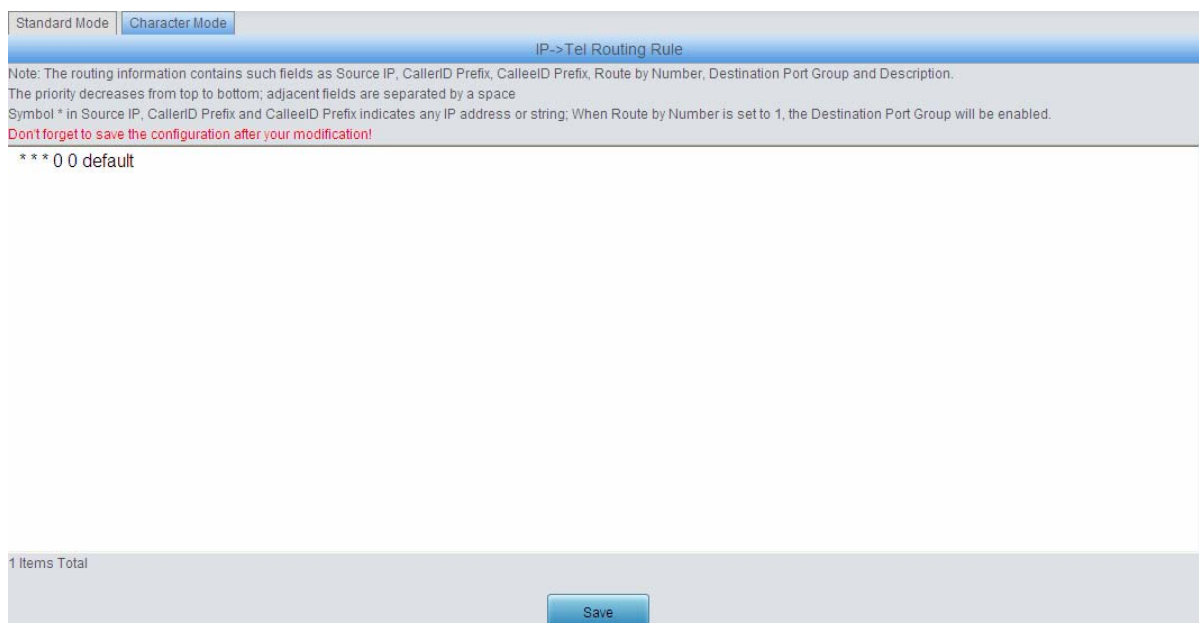 Standard Mode Character Mode
IP->Tel Routing Rule
Note: The routing information contains such fields as Source IP, CallerID Prefix, CalleeID Prefix, Route by Number, Destination Port Group and Description.
The priority decreases from top to bottom; adjacent fields are separated by a space
Symbol * in Source IP, CallerID Prefix and CalleeID Prefix indicates any IP address or string; When Route by Number is set to 1, the Destination Port Group will be enabled.
Don't forget to save the configuration after your modification!
* * * 0 0 default
1 Items Total
Save